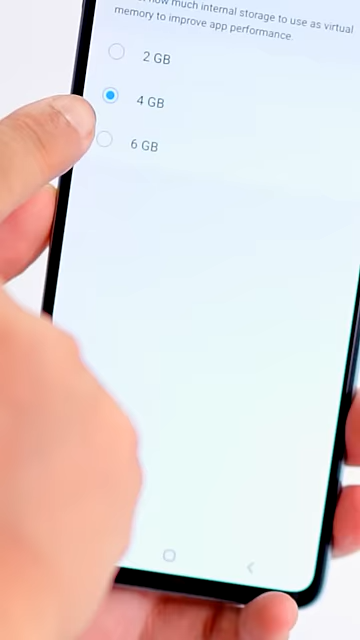 how much internal storage to use as virtual
memory to improve app performance.
2 GB
4 GB
6 GB